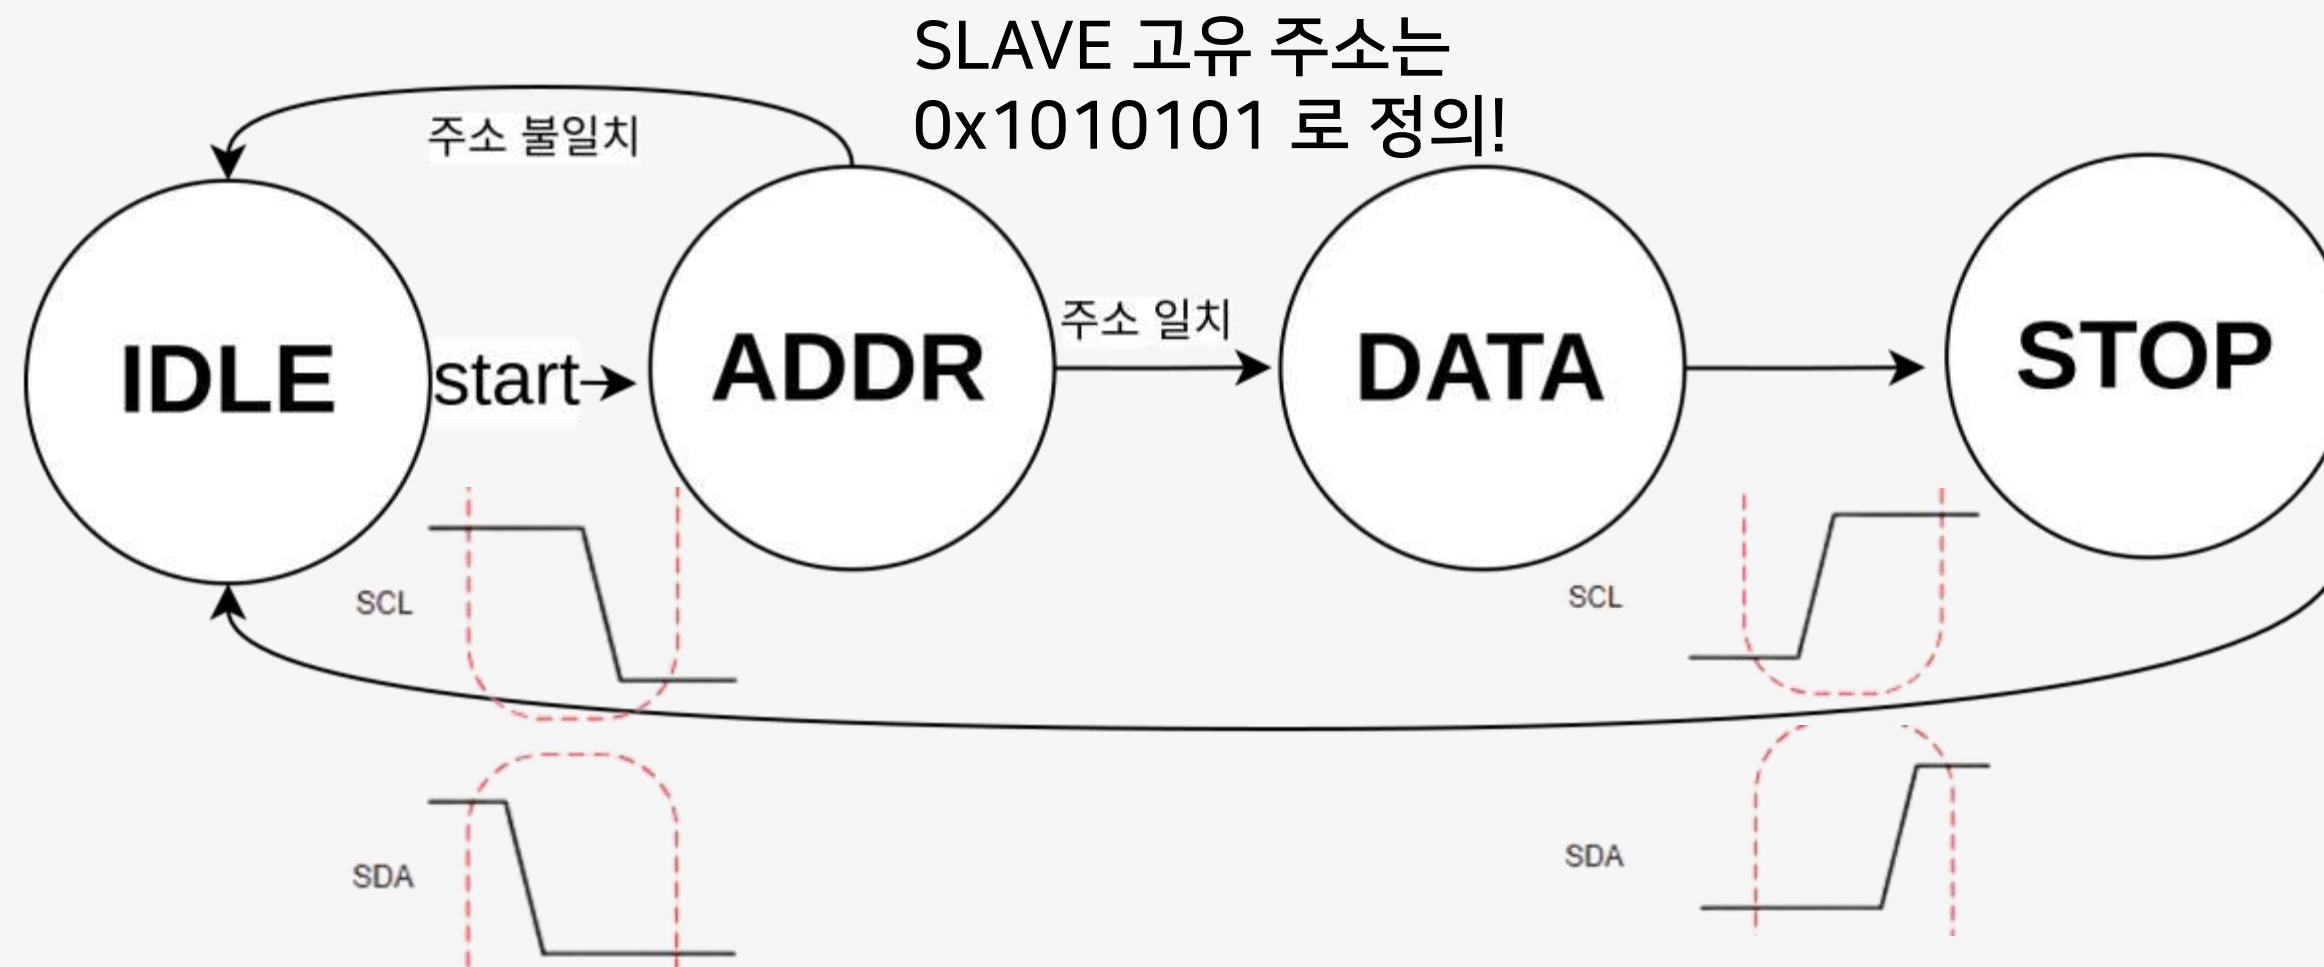 SLAVE 고유 주소는
0x1010101 로 정의!
주소 불일치
IDLE
start
ADDR
주소 일치
DATA
STOP
SCL
SCL
SDA
SDA